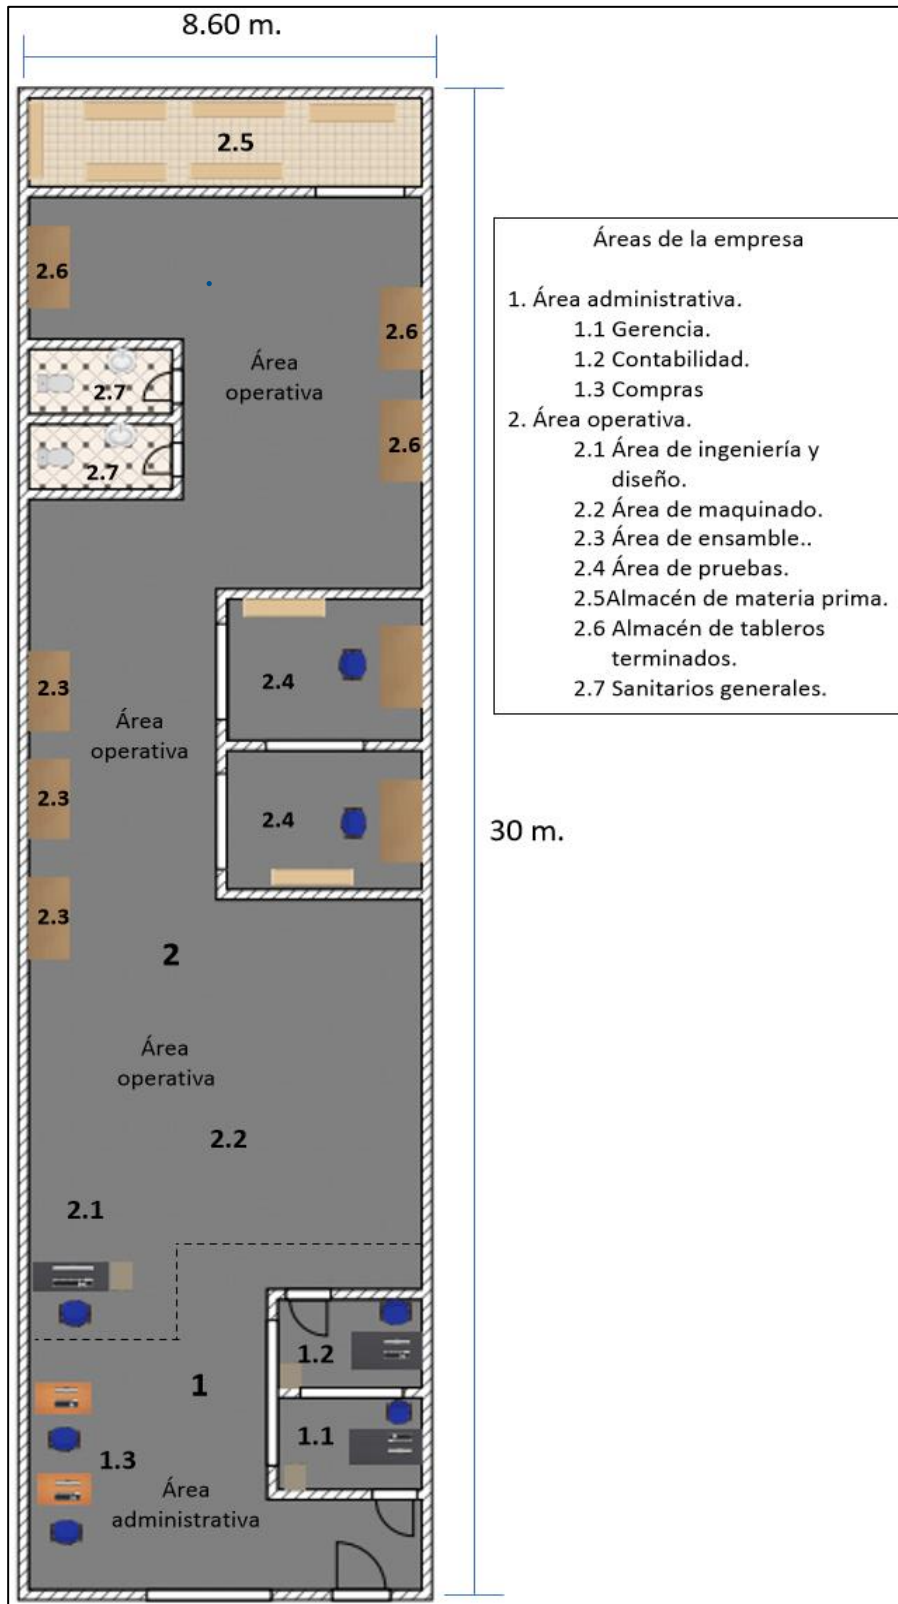 8.60 m.
2.5
Áreas de la empresa
1. Área administrativa.
1.1 Gerencia.
1.2 Contabilidad.
1.3 Compras
2. Área operativa.
2.1 Área de ingeniería y
diseño.
2.2 Área de maquinado.
2.3 Área de ensamble..
2.4 Área de pruebas.
2.5Almacén de materia prima.
2.6 Almacén de tableros
terminados.
2.7 Sanitarios generales.
2.6
2.6
Área
operativa
2.7
2.6
2.7
2.4
2.3
Área
operativa
2.3
2.4
30 m.
2.3
2
Área
operativa
2.2
2.1
1.2
1
1.1
1.3
Área
administrativa